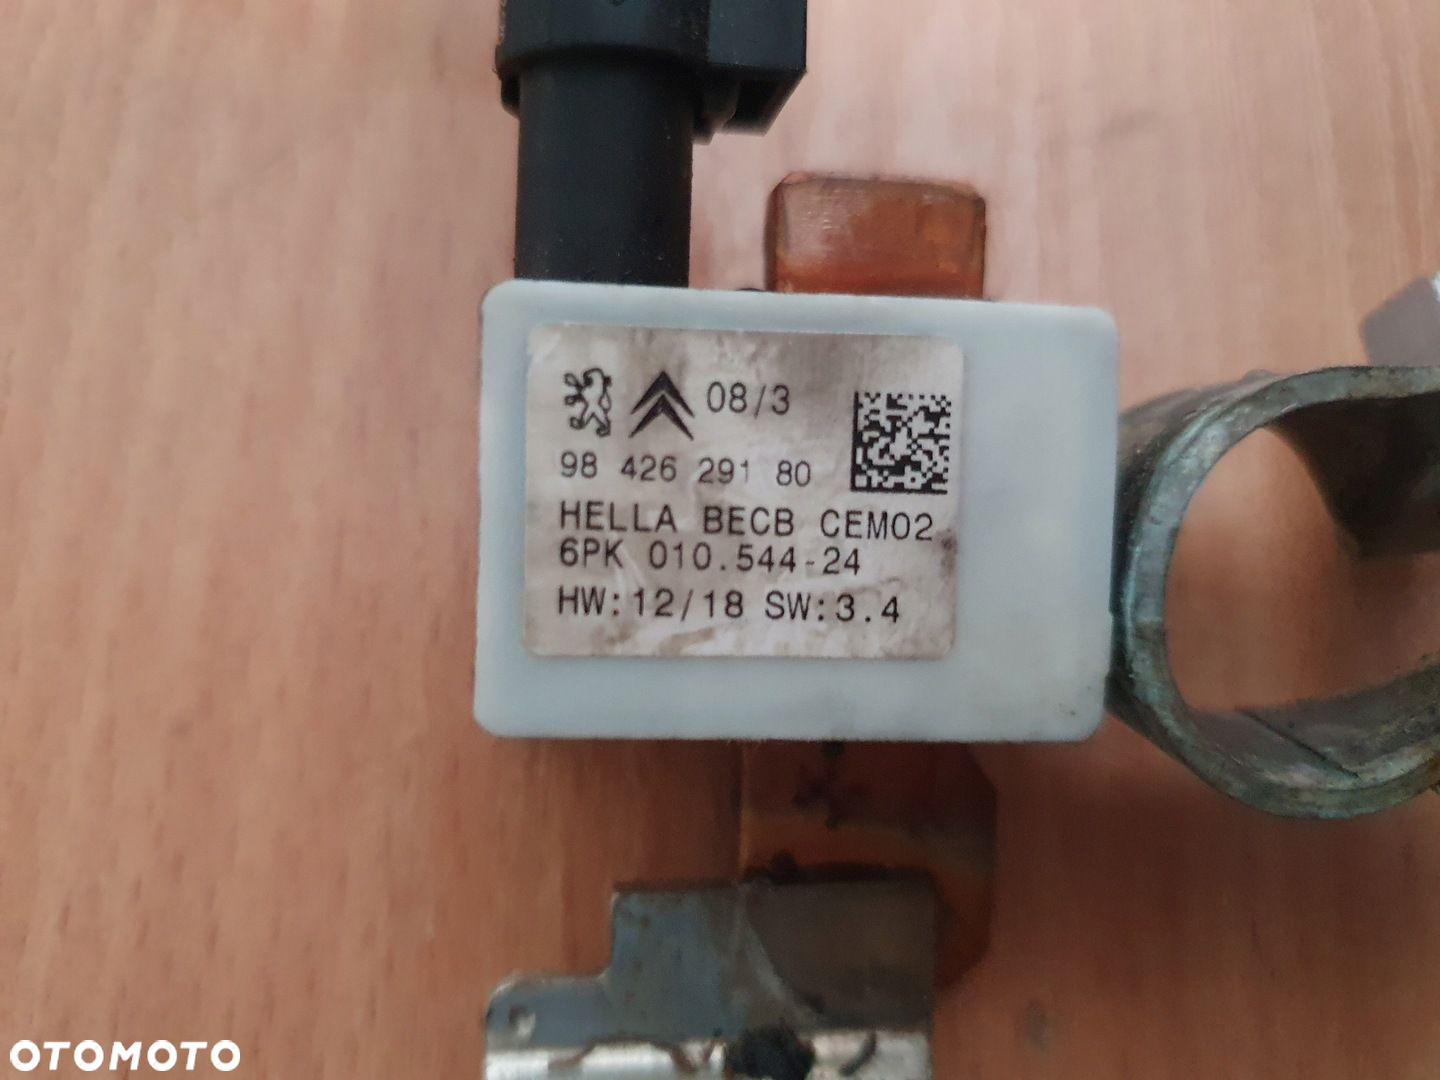 08/3
98 426 291 80
HELLA BECB CEM02
6PK 010.544-24
HW:12/18 SW:3.4
OTOMOTO